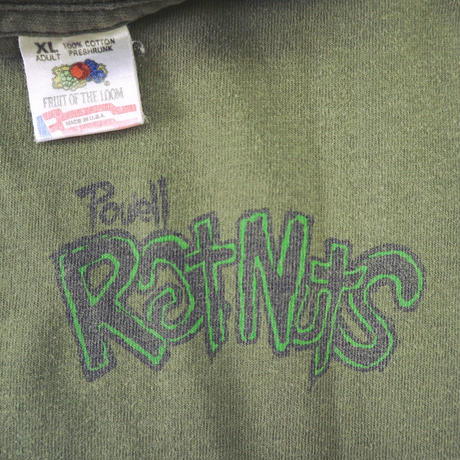 XL 100% COTTON
ADULT PRESHRUNK
FRUIT OF THE LOOM
®
MADE IN U.S.A.
Powell
Rat Nuts